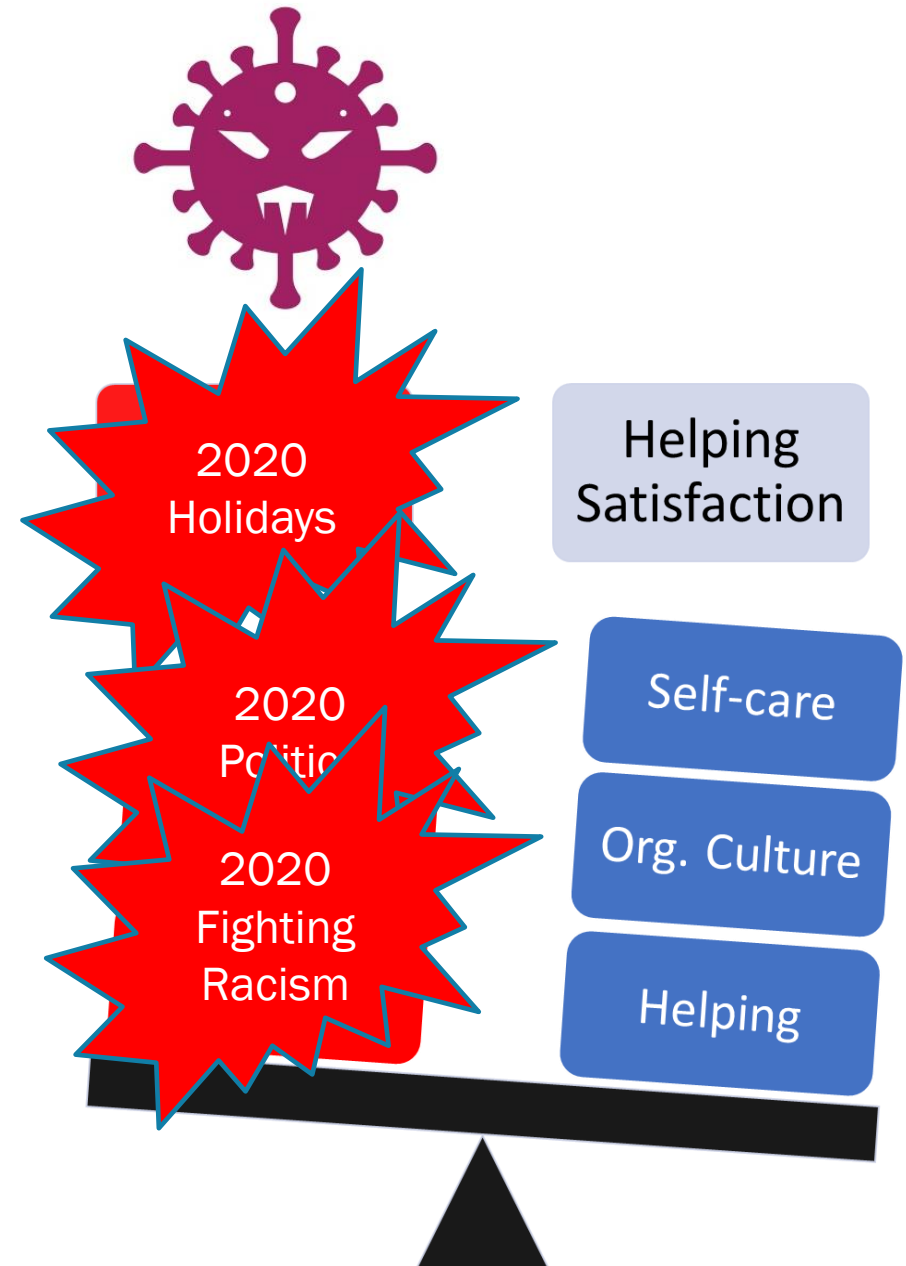 2020
Holidays
Helping
Satisfaction
2020
Self-care
2020
Fighting
Racism
Org. Culture
Helping